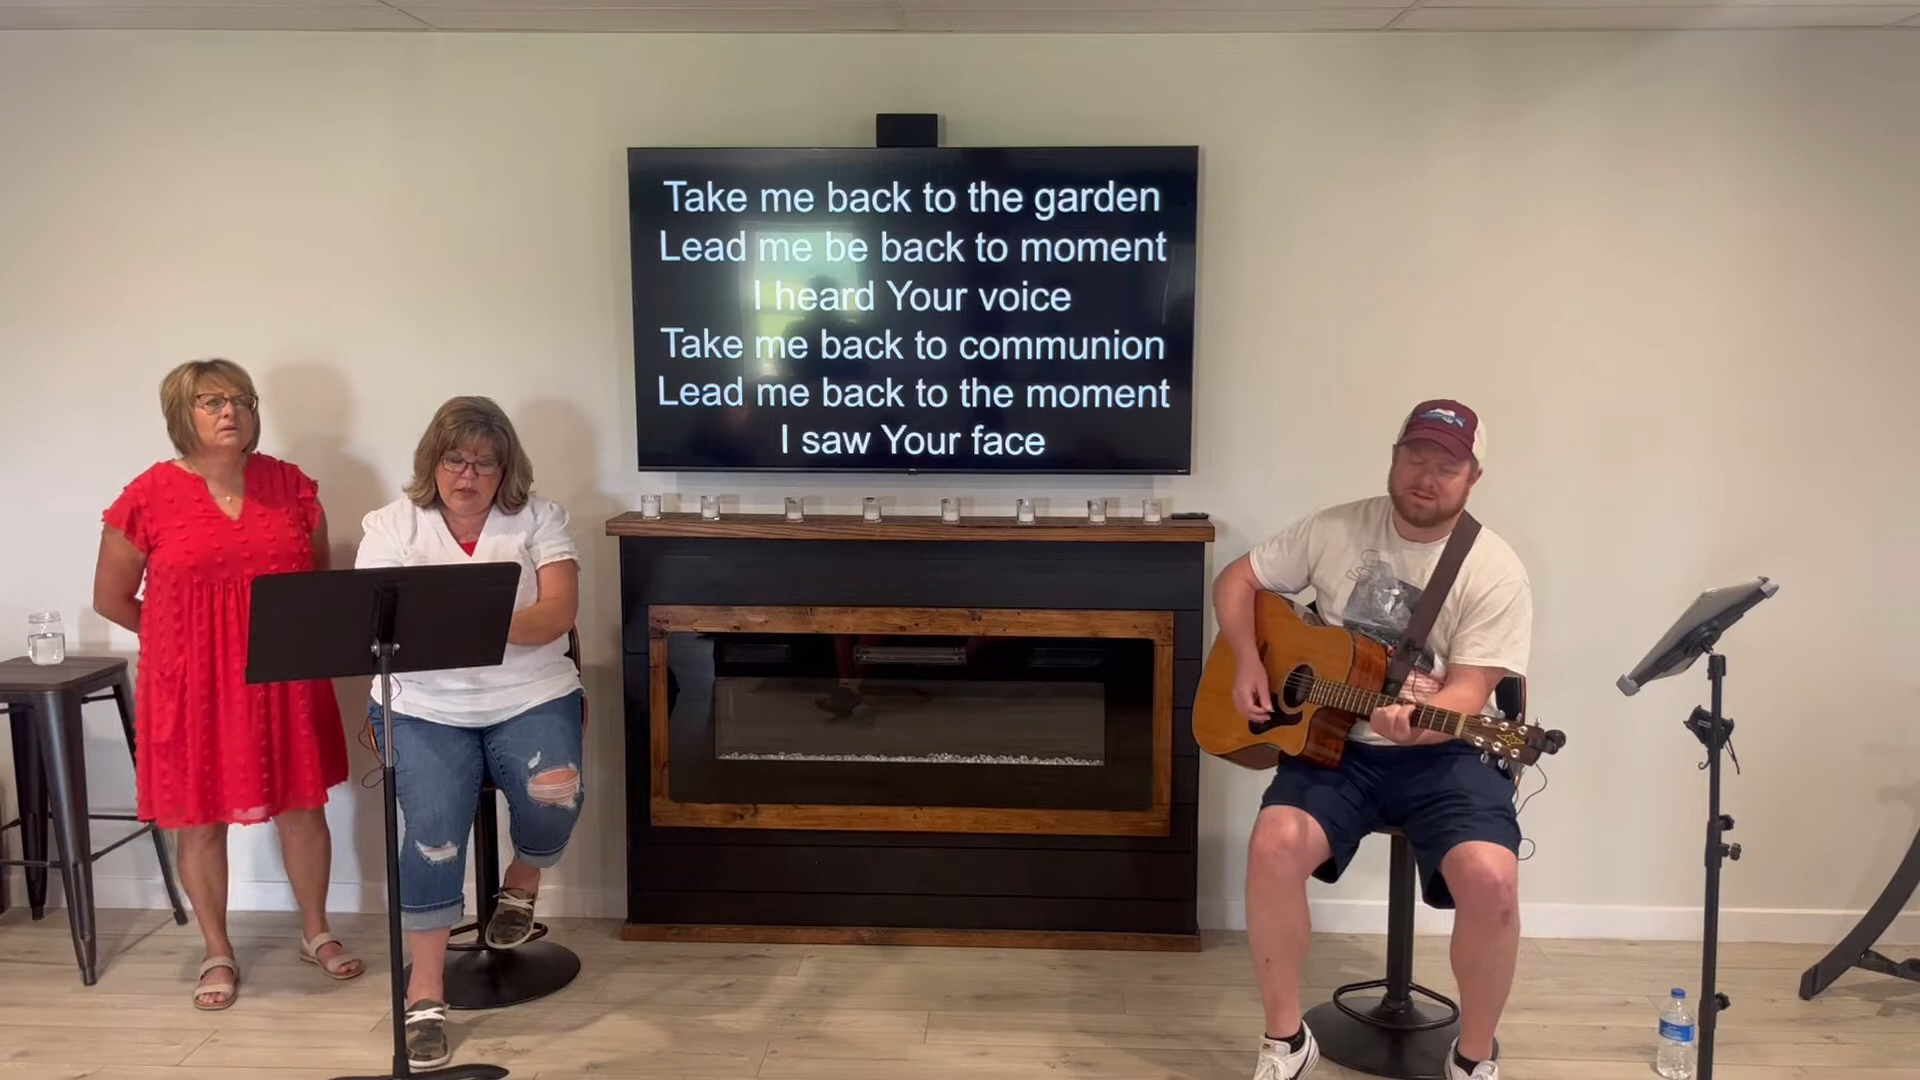 Take me back to the garden
Lead me be back to moment
I heard Your voice
Take me back to communion
Lead me back to the moment
I saw Your face